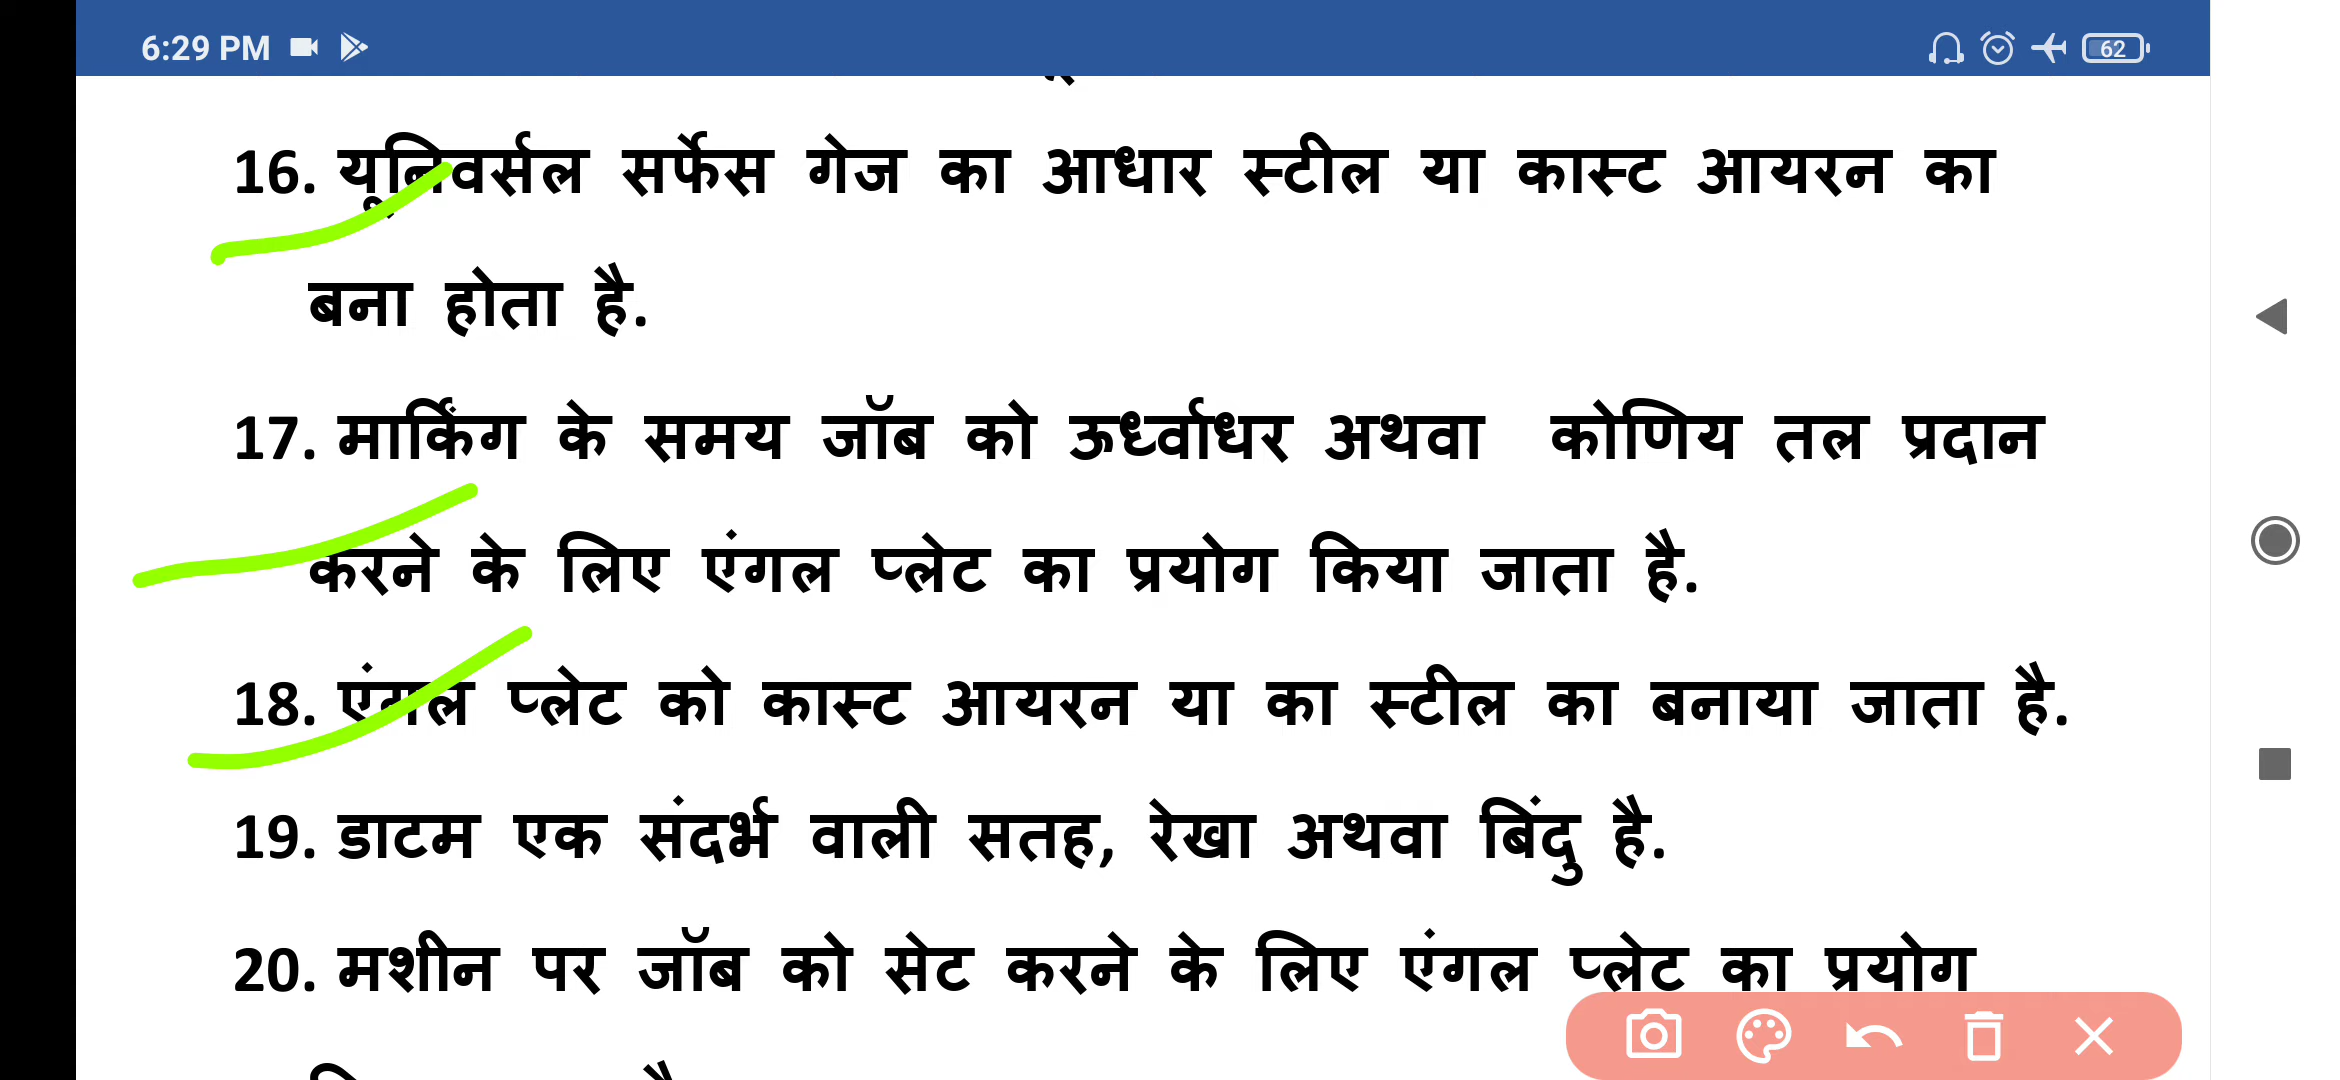 6:29 PM
62
16. यूनिवर्सल सर्फेस गेज का आधार स्टील या कास्ट आयरन का
बना होता है.
17. मार्किंग के समय जॉब को ऊर्ध्वाधर अथवा कोणिय तल प्रदान
करने के लिए एंगल प्लेट का प्रयोग किया जाता है.
18. एंगल प्लेट को कास्ट आयरन या का स्टील का बनाया जाता है.
19. डाटम एक संदर्भ वाली सतह, रेखा अथवा बिंदु है.
20. मशीन पर जॉब को सेट करने के लिए एंगल प्लेट का प्रयोग